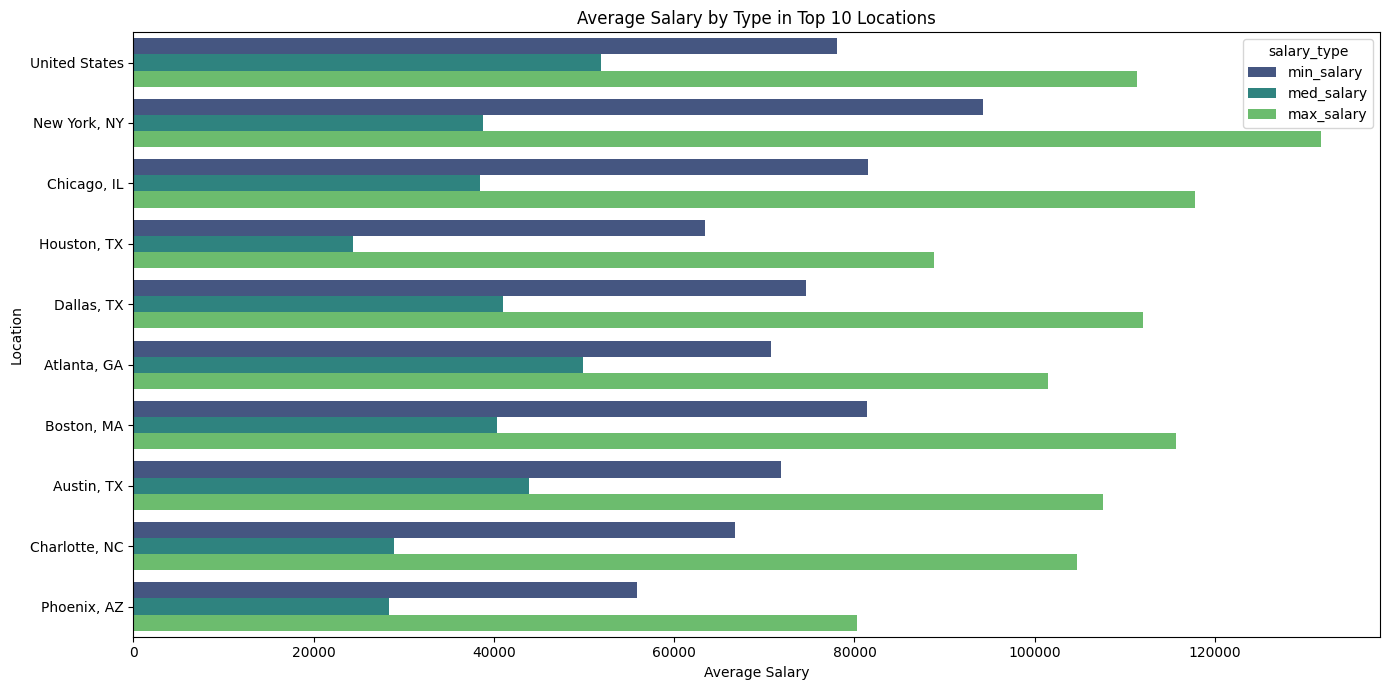 Average Salary by Type in Top 10 Locations
salary_type
min_salary
med_salary
max_salary
Location
United States
New York, NY
Chicago, IL
Houston, TX
Dallas, TX
Atlanta, GA
Boston, MA
Austin, TX
Charlotte, NC
Phoenix, AZ
0 20000 40000 60000 80000 100000 120000
Average Salary